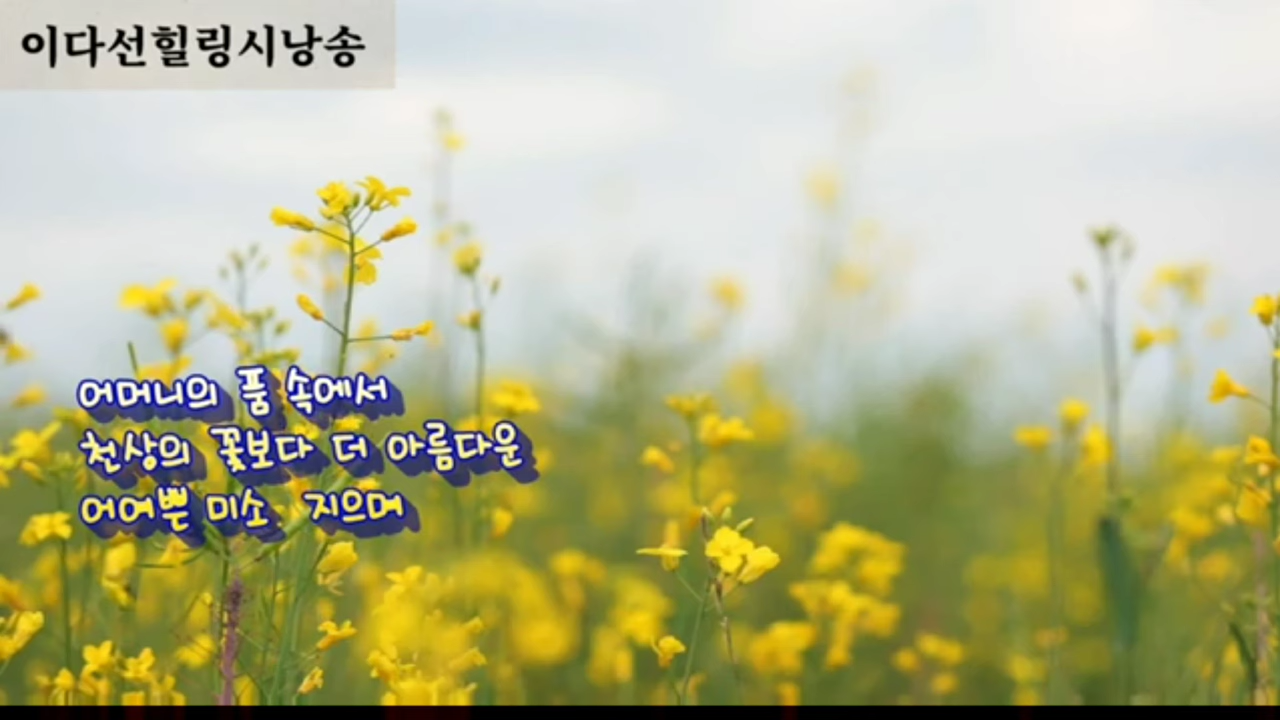 이다선힐링시낭송
어머니의 품 속에서
천상의 꽃보다 더 아름다운
어여쁜 미소 지으며